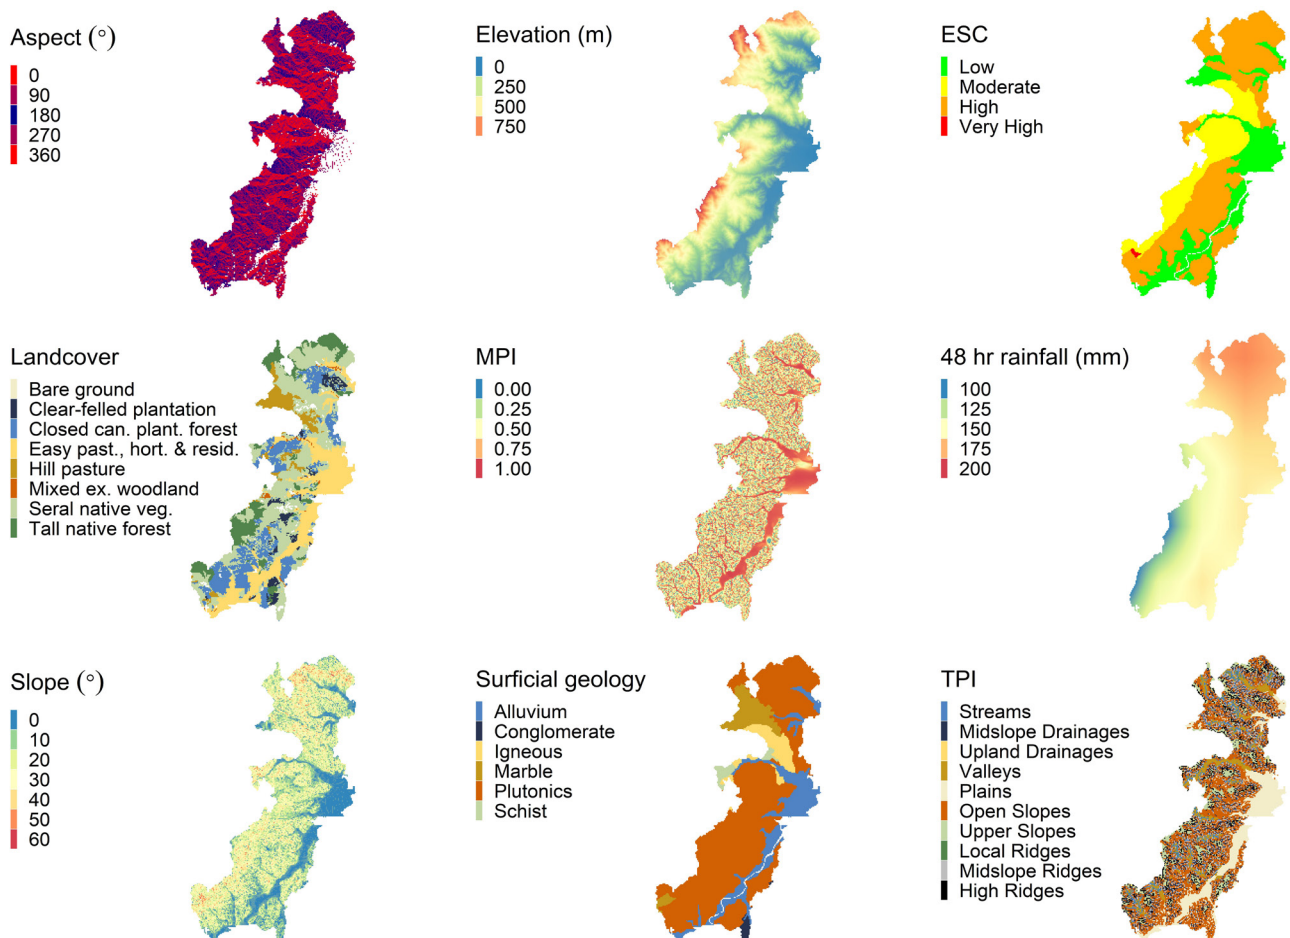 Aspect (°)
0
90
180
270
360
Elevation (m)
0
250
500
750
ESC
Low
Moderate
High
Very High
Landcover
Bare ground
Clear-felled plantation
Closed can. plant. forest
Easy past., hort. & resid.
Hill pasture
Mixed ex. woodland
Seral native veg.
Tall native forest
MPI
0.00
0.25
0.50
0.75
1.00
48 hr rainfall (mm)
100
125
150
175
200
Slope (°)
0
10
20
30
40
50
60
Surficial geology
Alluvium
Conglomerate
Igneous
Marble
Plutonics
Schist
TPI
Streams
Midslope Drainages
Upland Drainages
Valleys
Plains
Open Slopes
Upper Slopes
Local Ridges
Midslope Ridges
High Ridges